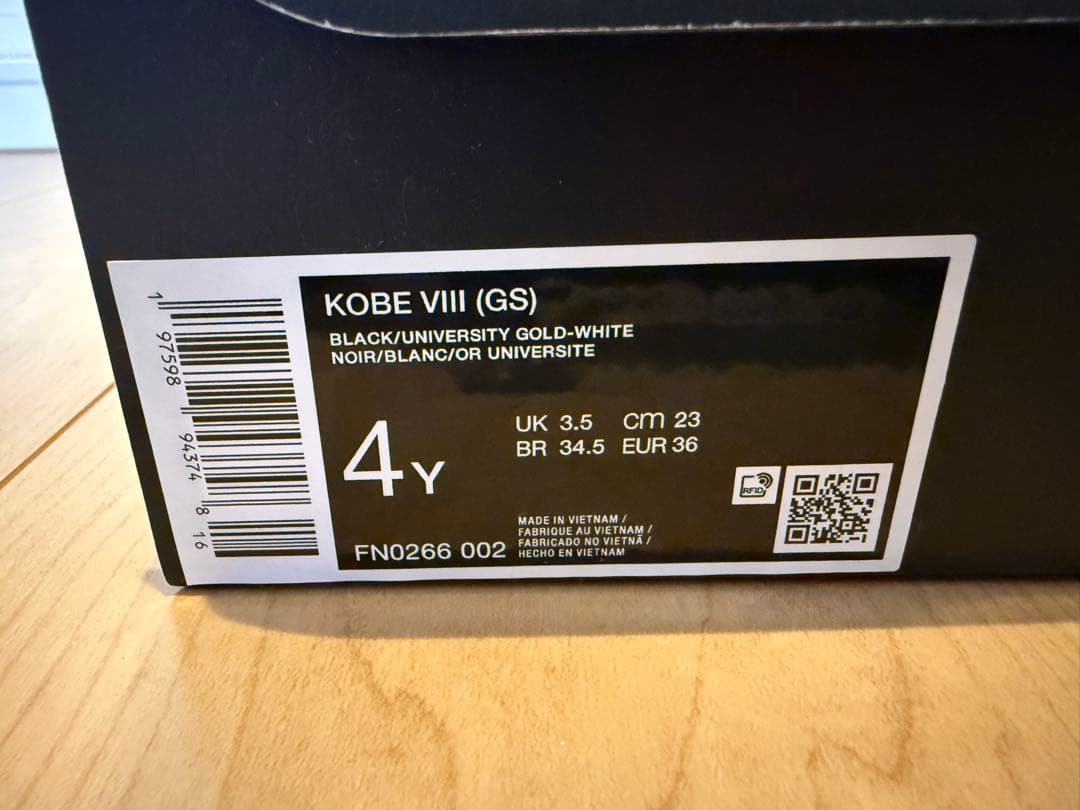 KOBE VIII (GS)
BLACK/UNIVERSITY GOLD-WHITE
NOIR/BLANC/OR UNIVERSITE
4Y
UK 3.5 cm 23
BR 34.5 EUR 36
RFID
MADE IN VIETNAM /
FABRIQUE AU VIETNAM /
FABRICADO NO VIETNÃ /
HECHO EN VIETNAM
FN0266 002
1 97598 94374 8 16